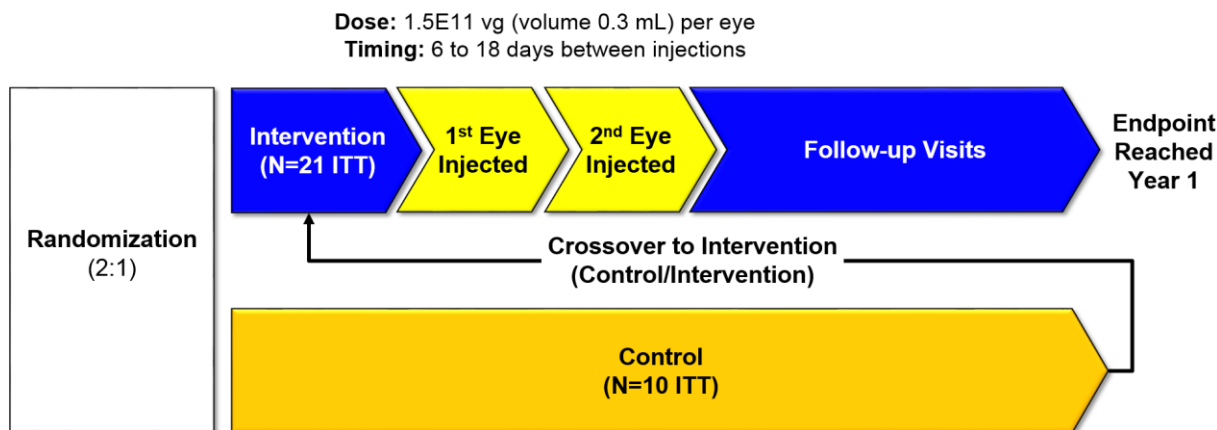 Dose: 1.5E11 vg (volume 0.3 mL) per eye
Timing: 6 to 18 days between injections
Randomization
(2:1)
Intervention
(N=21 ITT)
1st Eye
Injected
2nd Eye
Injected
Follow-up Visits
Endpoint
Reached
Year 1
Crossover to Intervention
(Control/Intervention)
Control
(N=10 ITT)